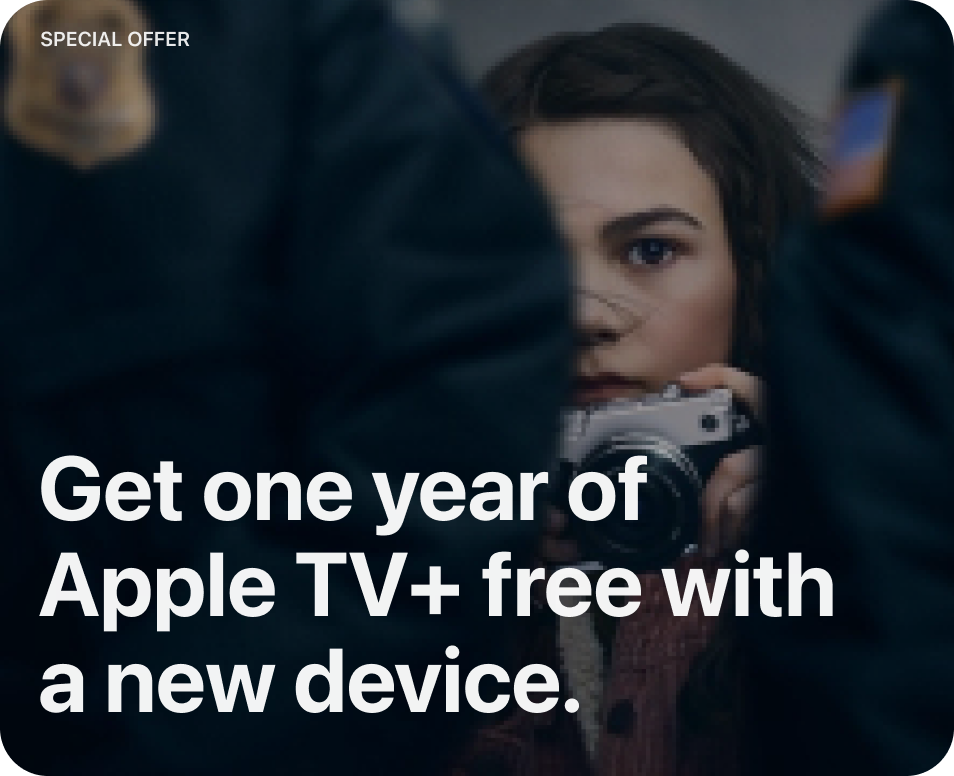 SPECIAL OFFER
Get one year of
Apple TV+ free with
a new device.